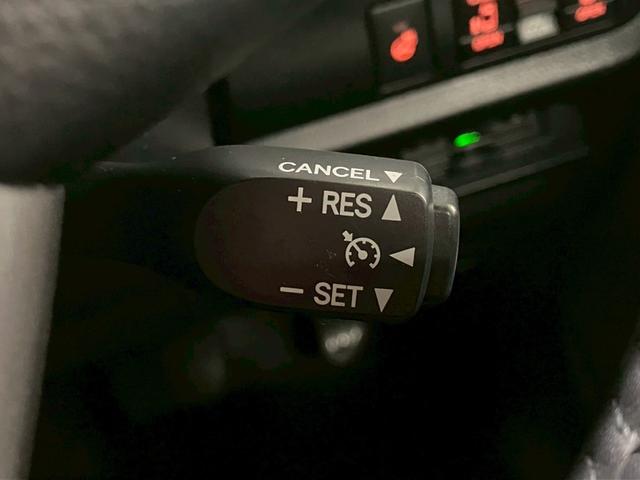 CANCEL▼
+ RES ▲
◀
− SET ▼